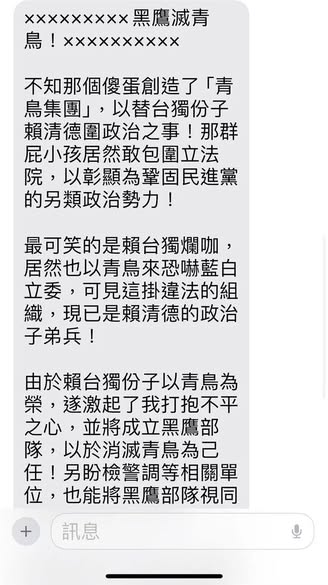 ×××××××××黑鷹滅青
鳥！××××××××××
不知那個傻蛋創造了「青
鳥集團」，以替台獨份子
賴清德圍政治之事！那群
屁小孩居然敢包圍立法
院，以彰顯為鞏固民進黨
的另類政治勢力！
最可笑的是賴台獨爛咖，
居然也以青鳥來恐嚇藍白
立委，可見這掛違法的組
織，現已是賴清德的政治
子弟兵！
由於賴台獨份子以青鳥為
榮，遂激起了我打抱不平
之心，並將成立黑鷹部
隊，以於消滅青鳥為己
任！另盼檢警調等相關單
位，也能將黑鷹部隊視同
訊息